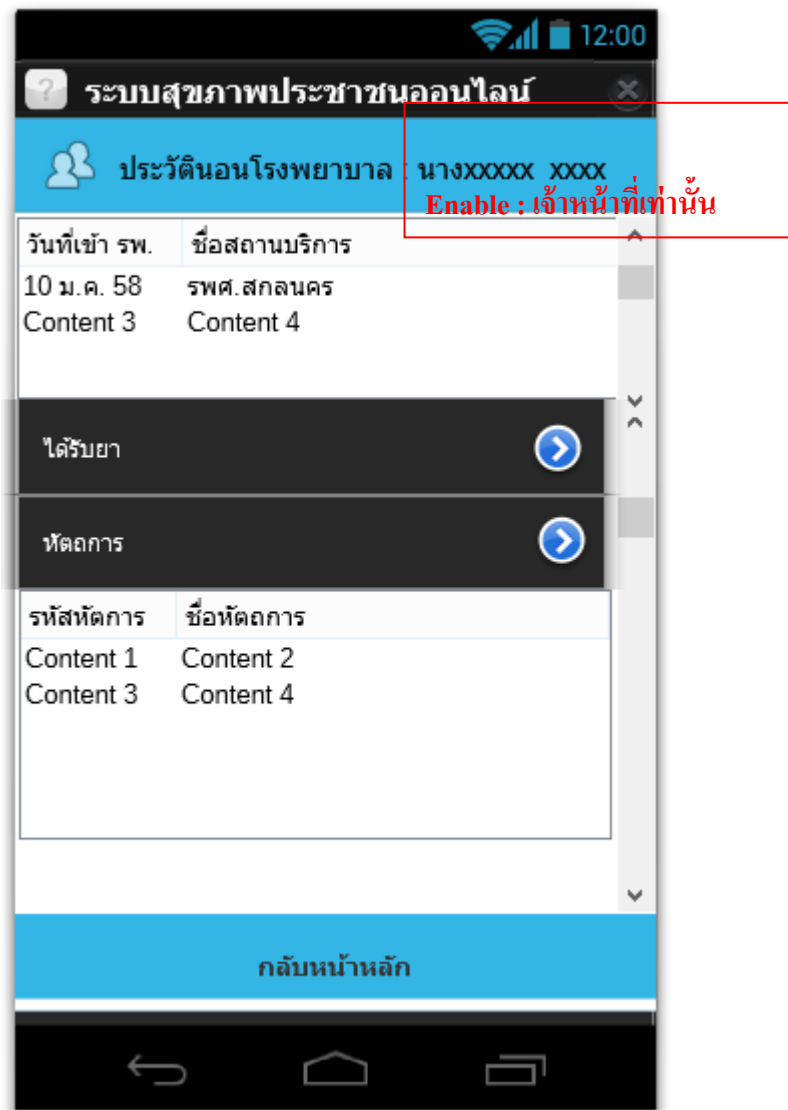 12:00
ระบบสุขภาพประชาชนออนไลน์
ประวัตินอนโรงพยาบาล : นางxxxxx xxxx
Enable : เจ้าหน้าที่เท่านั้น
วันที่เข้า รพ. ชื่อสถานบริการ
10 ม.ค. 58 รพศ.สกลนคร
Content 3 Content 4
ได้รับยา
หัตถการ
รหัสหัตการ ชื่อหัตถการ
Content 1 Content 2
Content 3 Content 4
กลับหน้าหลัก